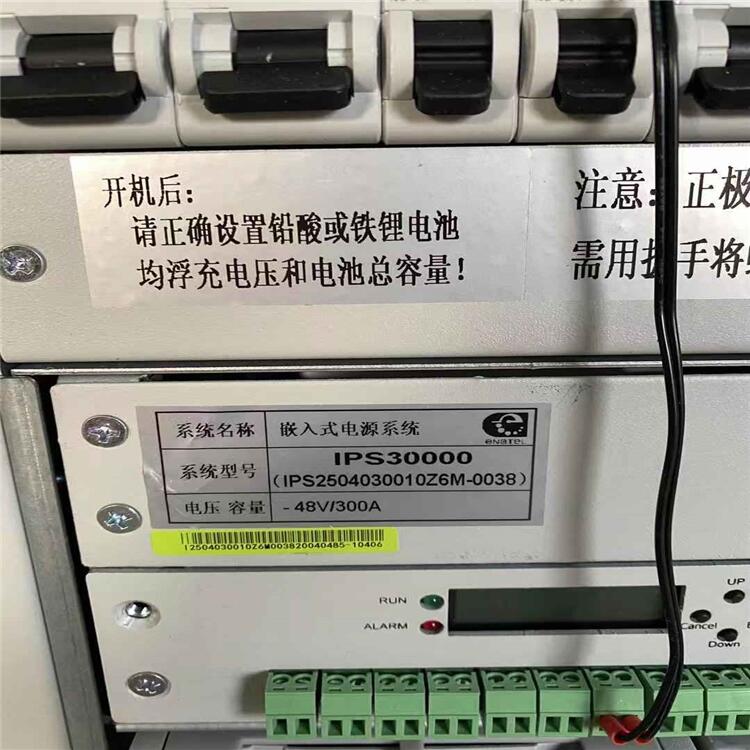 开机后：
请正确设置铅酸或铁锂电池
均浮充电压和电池总容量！
注意：正极
需用扳手将
系统名称 嵌入式电源系统
enatel
系统型号 IPS30000
(IPS2504030010Z6M-0038)
电压 容量 - 48V/300A
I2504030010Z6M003820040485-10406
RUN
ALARM
UP
Cancel
Down